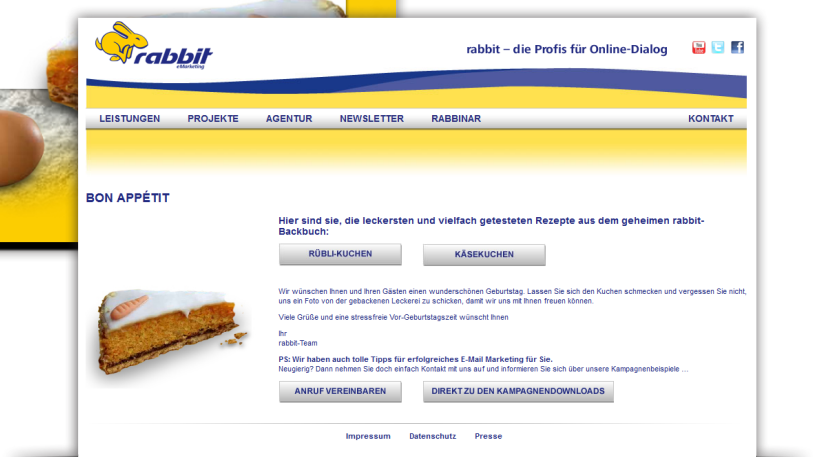 rabbit
eMarketing
rabbit – die Profis für Online-Dialog
You
Tube
LEISTUNGEN PROJEKTE AGENTUR NEWSLETTER RABBINAR KONTAKT
BON APPÉTIT
Hier sind sie, die leckersten und vielfach getesteten Rezepte aus dem geheimen rabbit-
Backbuch:
RÜBLI-KUCHEN KÄSEKUCHEN
Wir wünschen Ihnen und Ihren Gästen einen wunderschönen Geburtstag. Lassen Sie sich den Kuchen schmecken und vergessen Sie nicht,
uns ein Foto von der gebackenen Leckerei zu schicken, damit wir uns mit Ihnen freuen können.
Viele Grüße und eine stressfreie Vor-Geburtstagszeit wünscht Ihnen
Ihr
rabbit-Team
PS: Wir haben auch tolle Tipps für erfolgreiches E-Mail Marketing für Sie.
Neugierig? Dann nehmen Sie doch einfach Kontakt mit uns auf und informieren Sie sich über unsere Kampagnenbeispiele ...
ANRUF VEREINBAREN DIREKT ZU DEN KAMPAGNENDOWNLOADS
Impressum Datenschutz Presse